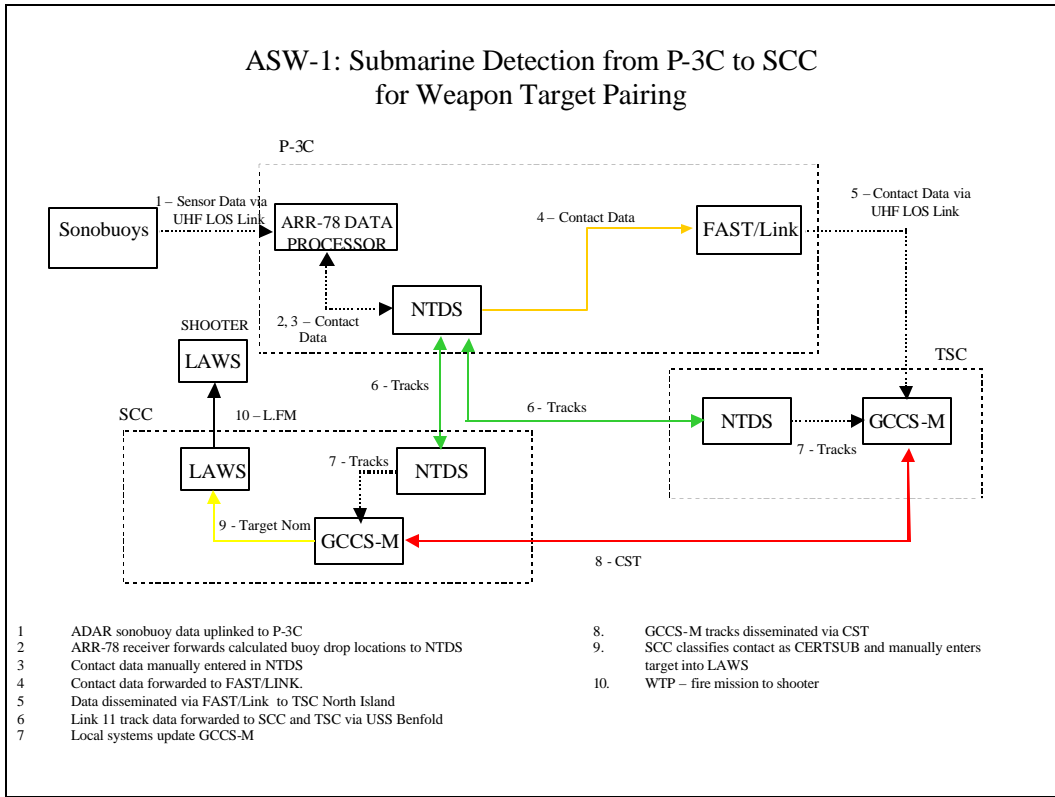 ASW-1: Submarine Detection from P-3C to SCC
for Weapon Target Pairing
P-3C
1 – Sensor Data via
UHF LOS Link
5 – Contact Data via
UHF LOS Link
Sonobuoys
ARR-78 DATA
PROCESSOR
4 – Contact Data
FAST/Link
NTDS
2, 3 – Contact
Data
SHOOTER
LAWS
TSC
6 - Tracks
6 - Tracks
NTDS
GCCS-M
7 - Tracks
SCC
10 – L.FM
LAWS
7 - Tracks
NTDS
9 - Target Nom
GCCS-M
8 - CST
1 ADAR sonobuoy data uplinked to P-3C
2 ARR-78 receiver forwards calculated buoy drop locations to NTDS
3 Contact data manually entered in NTDS
4 Contact data forwarded to FAST/LINK.
5 Data disseminated via FAST/Link to TSC North Island
6 Link 11 track data forwarded to SCC and TSC via USS Benfold
7 Local systems update GCCS-M
8. GCCS-M tracks disseminated via CST
9. SCC classifies contact as CERTSUB and manually enters
target into LAWS
10. WTP – fire mission to shooter